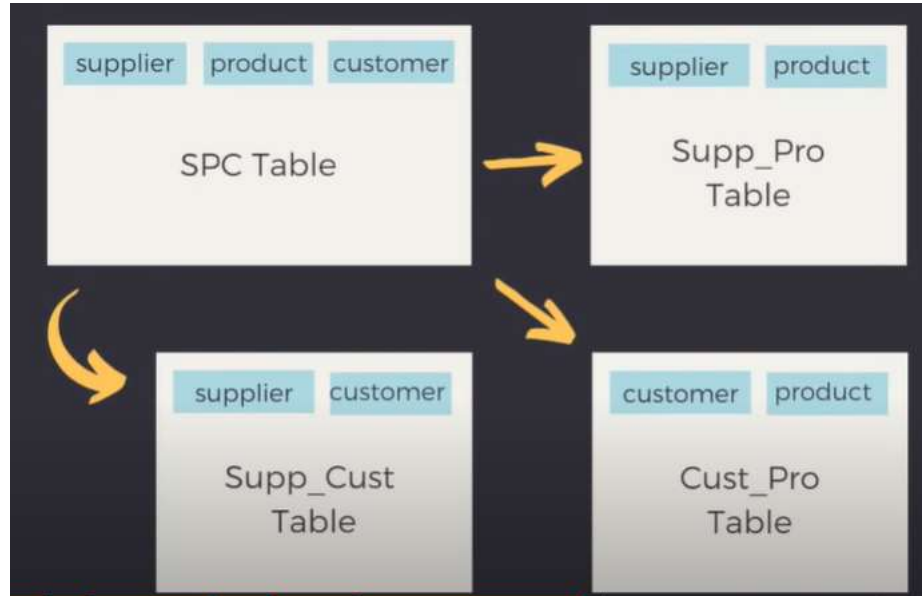 supplier product customer
SPC Table
supplier product
Supp_Pro
Table
supplier customer
Supp_Cust
Table
customer product
Cust_Pro
Table